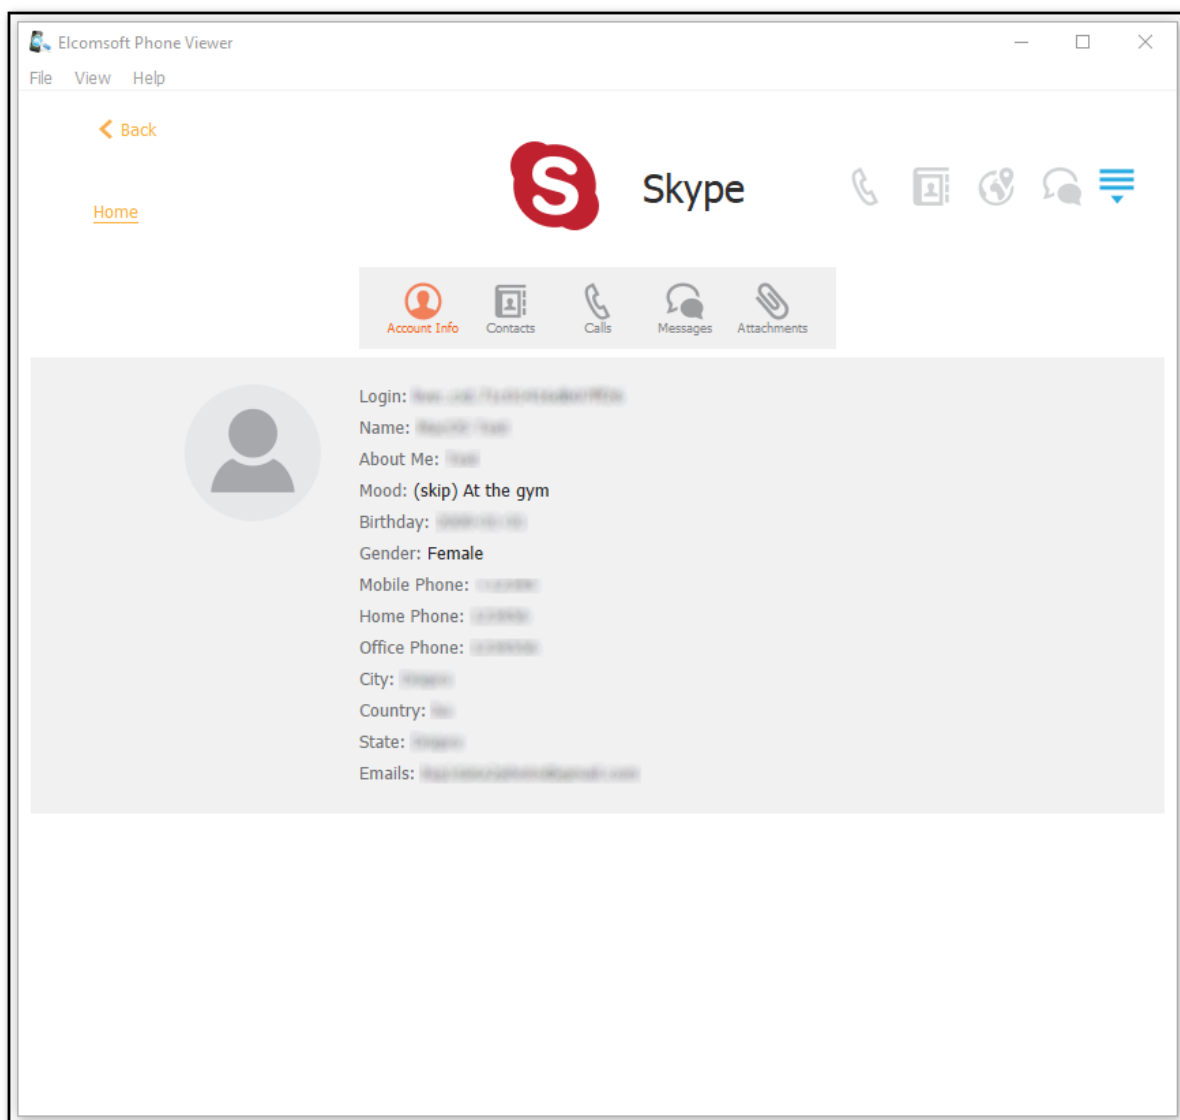 Elcomsoft Phone Viewer
File View Help
Back
Skype
Home
Account Info Contacts Calls Messages Attachments
Login:
Name:
About Me:
Mood: (skip) At the gym
Birthday:
Gender: Female
Mobile Phone:
Home Phone:
Office Phone:
City:
Country:
State:
Emails: